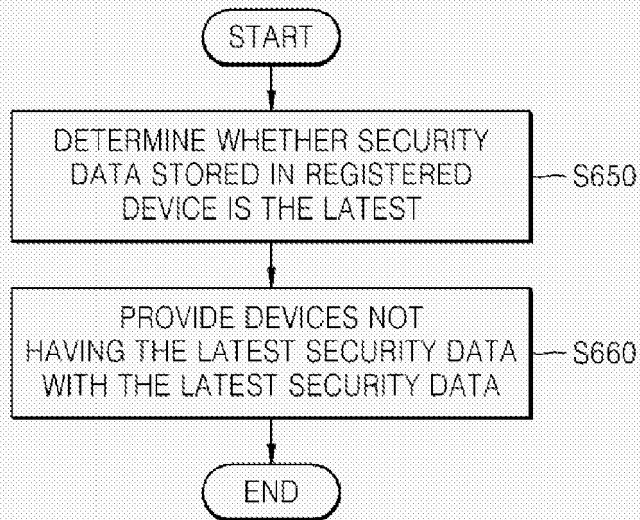 START
DETERMINE WHETHER SECURITY
DATA STORED IN REGISTERED
DEVICE IS THE LATEST
S650
PROVIDE DEVICES NOT
HAVING THE LATEST SECURITY DATA
WITH THE LATEST SECURITY DATA
S660
END